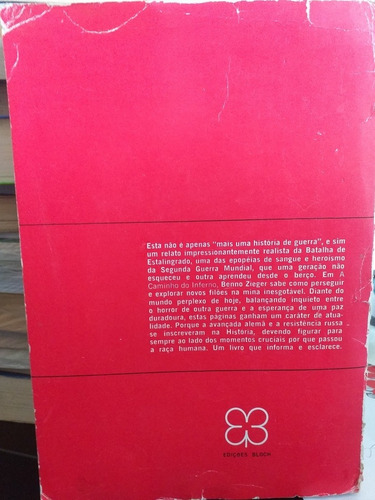 Esta não é apenas "mais uma história de guerra", e sim
um relato impressionantemente realista da Batalha de
Estalingrado, uma das epopéias de sangue e heroísmo
da Segunda Guerra Mundial, que uma geração não
esqueceu e outra aprendeu desde o berço. Em A
Caminho do Inferno, Benno Zieger sabe como perseguir
e explorar novos filões na mina inesgotável. Diante do
mundo perplexo de hoje, balançando inquieto entre
o horror de outra guerra e a esperança de uma paz
duradoura, estas páginas ganham um caráter de atua-
lidade. Porque a avançada alemã e a resistência russa
se inscreveram na História, devendo figurar para
sempre ao lado dos momentos cruciais por que passou
a raça humana. Um livro que informa e esclarece.
EDIÇÕES BLOCH